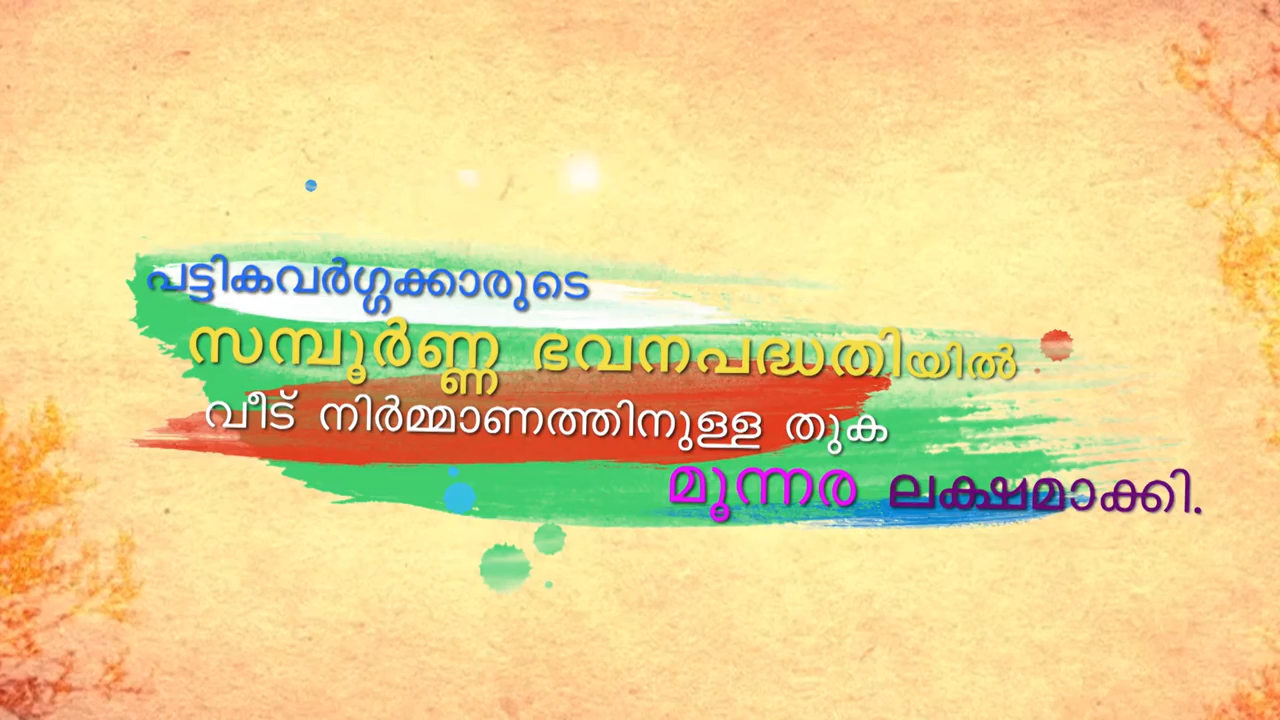 പട്ടികവർഗ്ഗക്കാരുടെ
സമ്പൂർണ്ണ ഭവനപദ്ധതിയിൽ
വീട് നിർമ്മാണത്തിനുള്ള തുക
മൂന്നര ലക്ഷമാക്കി.